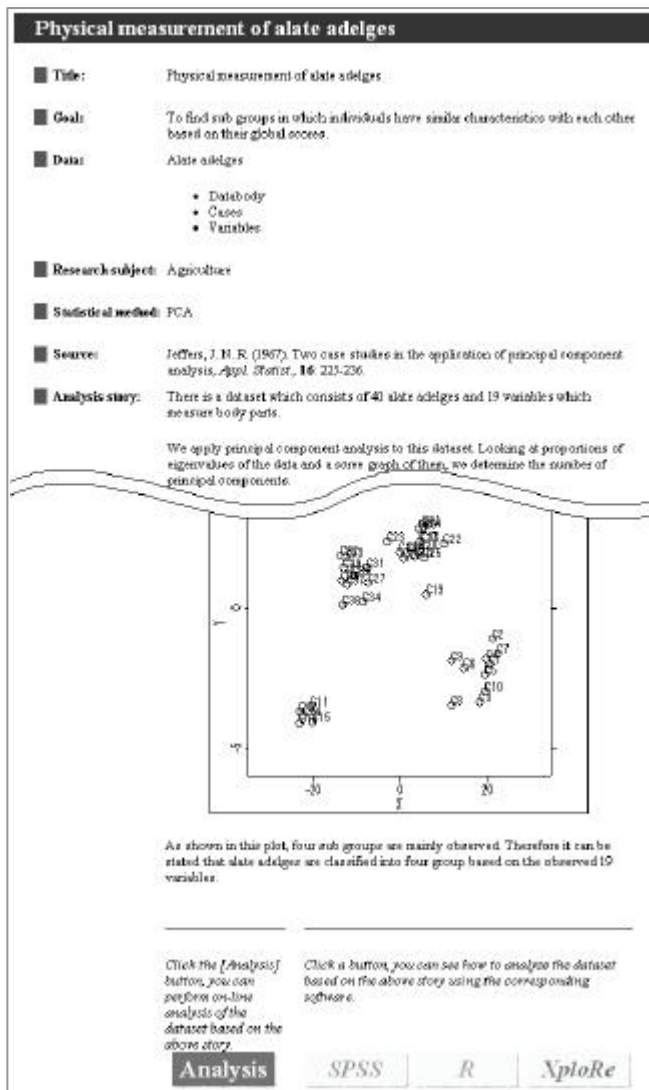 Physical measurement of alate adelges
Title: Physical measurement of alate adelges
Goal: To find sub groups in which individuals have similar characteristics with each other
based on their global scores.
Data: Alate adelges
• Databody
• Cases
• Variables
Research subject: Agriculture
Statistical method: PCA
Source: Jeffers, J. N. R. (1967). Two case studies in the application of principal component
analysis, Appl. Statist., 16: 225-236.
Analysis story: There is a dataset which consists of 40 alate adelges and 19 variables which
measure body parts.
We apply principal component analysis to this dataset. Looking at proportions of
eigenvalues of the data and a scree graph of them, we determine the number of
principal components.
C23 C22
C31
C27
C34
C19
C2
C7
C10
C11
Y
0
-5
-20 0 20
X
As shown in this plot, four sub groups are mainly observed. Therefore it can be
stated that alate adelges are classified into four group based on the observed 19
variables.
Click the [Analysis]
button, you can
perform on-line
analysis of the
dataset based on the
above story.
Click a button, you can see how to analyse the dataset
based on the above story using the corresponding
software.
Analysis SPSS R XploRe